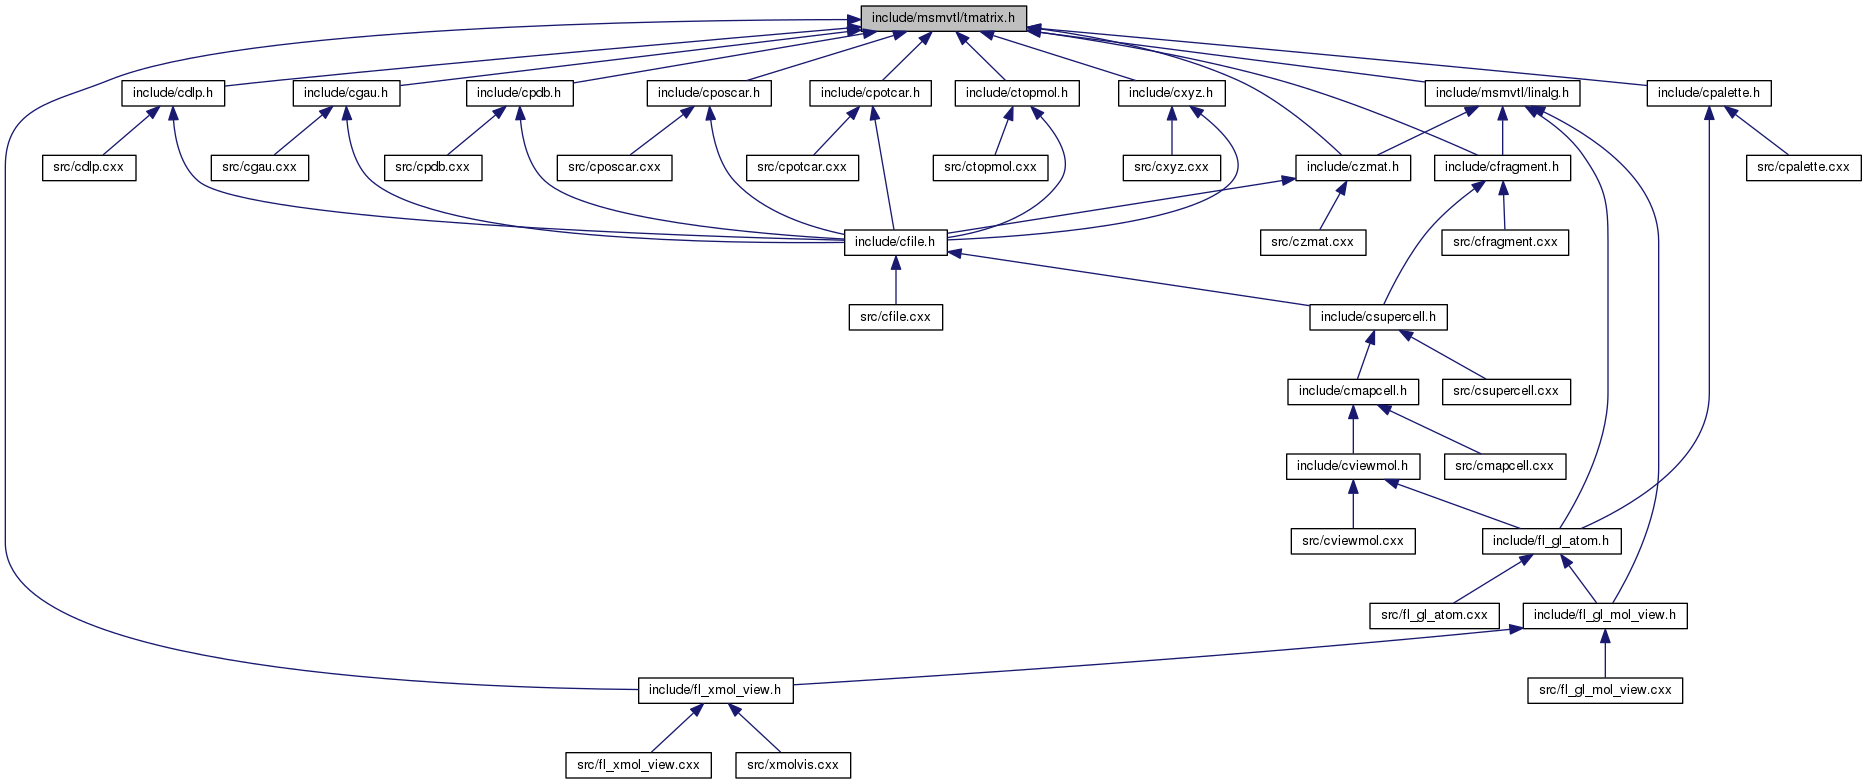 include/msmvtl/tmatrix.h
include/cdlp.h
include/cgau.h
include/cpdb.h
include/cposcar.h
include/cpotcar.h
include/ctopmol.h
include/cxyz.h
include/msmvtl/linalg.h
include/cpalette.h
src/cdlp.cxx
src/cgau.cxx
src/cpdb.cxx
src/cposcar.cxx
src/cpotcar.cxx
src/ctopmol.cxx
src/cxyz.cxx
include/czmat.h
include/cfragment.h
src/cpalette.cxx
include/cfile.h
src/czmat.cxx
src/cfragment.cxx
src/cfile.cxx
include/csupercell.h
include/cmapcell.h
src/csupercell.cxx
include/cviewmol.h
src/cmapcell.cxx
src/cviewmol.cxx
include/fl_gl_atom.h
src/fl_gl_atom.cxx
include/fl_gl_mol_view.h
include/fl_xmol_view.h
src/fl_gl_mol_view.cxx
src/fl_xmol_view.cxx
src/xmolvis.cxx